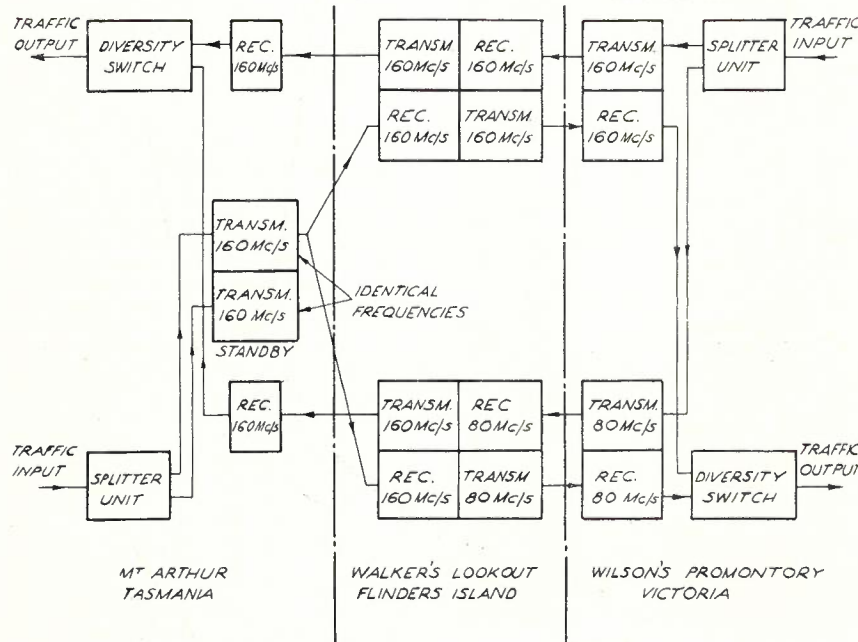 TRAFFIC
OUTPUT
DIVERSITY
SWITCH
REC.
160Mc/s
TRANSM.
160Mc/s
REC.
160Mc/s
TRANSM.
160Mc/s
SPLITTER
UNIT
TRAFFIC
INPUT
REC.
160Mc/s
TRANSM.
160Mc/s
REC.
160Mc/s
TRANSM.
160Mc/s
TRANSM.
160 Mc/s
STANDBY
IDENTICAL
FREQUENCIES
REC.
160Mc/s
TRANSM.
160Mc/s
REC
80Mc/s
TRANSM.
80Mc/s
TRAFFIC
INPUT
SPLITTER
UNIT
REC.
160Mc/s
TRANSM
80Mc/s
REC.
80 Mc/s
DIVERSITY
SWITCH
TRAFFIC
OUTPUT
MT ARTHUR
TASMANIA
WALKER'S LOOKOUT
FLINDERS ISLAND
WILSON'S PROMONTORY
VICTORIA